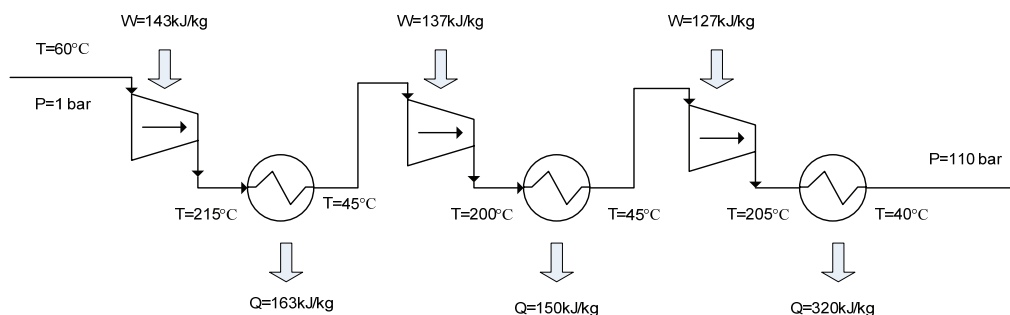 W=143kJ/kg
W=137kJ/kg
W=127kJ/kg
T=60°C
P=1 bar
P=110 bar
T=215°C
T=45°C
T=200°C
T=45°C
T=205°C
T=40°C
Q=163kJ/kg
Q=150kJ/kg
Q=320kJ/kg